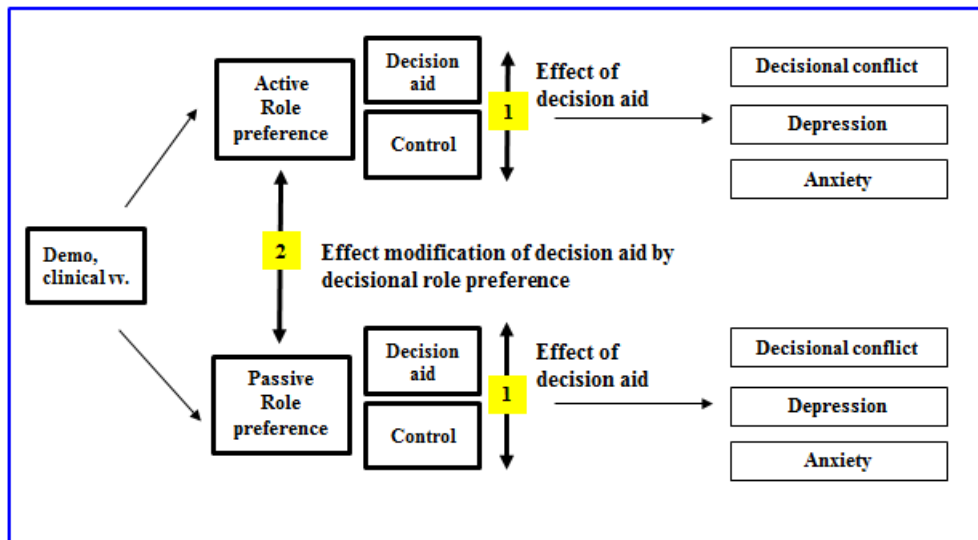 Active
Role
preference
Decision
aid
Control
1
Effect of
decision aid
Decisional conflict
Depression
Anxiety
Demo,
clinical vv.
2
Effect modification of decision aid by
decisional role preference
Passive
Role
preference
Decision
aid
Control
1
Effect of
decision aid
Decisional conflict
Depression
Anxiety